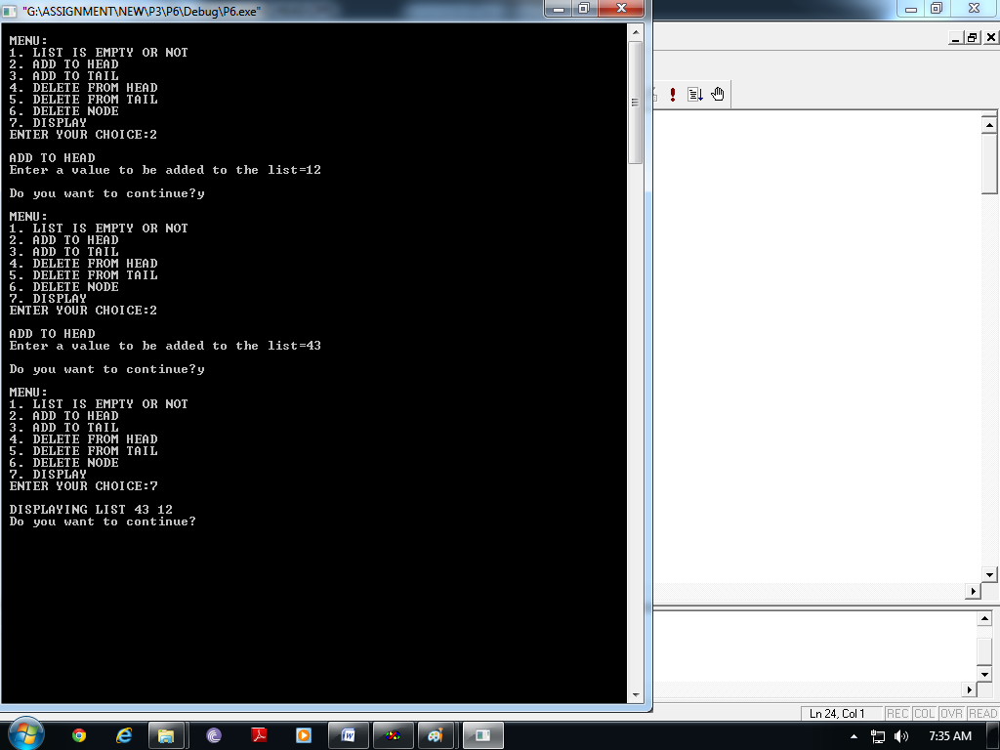 "G:\ASSIGNMENT\NEW\P3\P6\Debug\P6.exe"
MENU:
1. LIST IS EMPTY OR NOT
2. ADD TO HEAD
3. ADD TO TAIL
4. DELETE FROM HEAD
5. DELETE FROM TAIL
6. DELETE NODE
7. DISPLAY
ENTER YOUR CHOICE:2
ADD TO HEAD
Enter a value to be added to the list=12
Do you want to continue?y
MENU:
1. LIST IS EMPTY OR NOT
2. ADD TO HEAD
3. ADD TO TAIL
4. DELETE FROM HEAD
5. DELETE FROM TAIL
6. DELETE NODE
7. DISPLAY
ENTER YOUR CHOICE:2
ADD TO HEAD
Enter a value to be added to the list=43
Do you want to continue?y
MENU:
1. LIST IS EMPTY OR NOT
2. ADD TO HEAD
3. ADD TO TAIL
4. DELETE FROM HEAD
5. DELETE FROM TAIL
6. DELETE NODE
7. DISPLAY
ENTER YOUR CHOICE:7
DISPLAYING LIST 43 12
Do you want to continue?
Ln 24, Col 1 REC COL OVR READ
7:35 AM